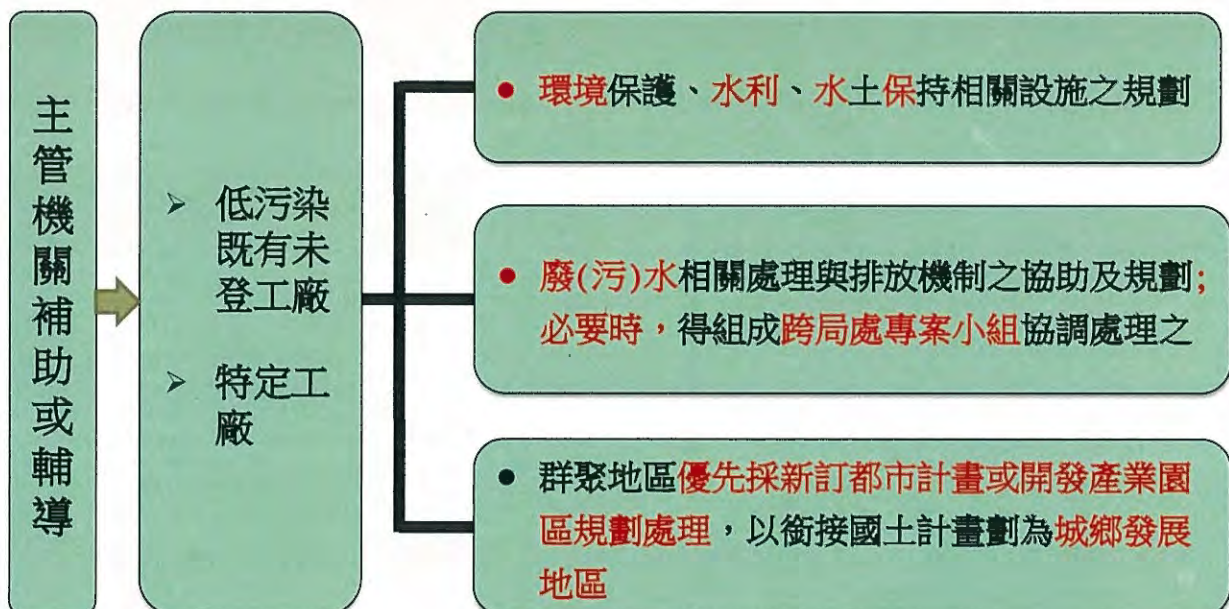 主管機關補助或輔導
➢ 低污染
既有未
登工廠
➢ 特定工
廠
● 環境保護、水利、水土保持相關設施之規劃
● 廢(污)水相關處理與排放機制之協助及規劃;
必要時，得組成跨局處專案小組協調處理之
● 群聚地區優先採新訂都市計畫或開發產業園
區規劃處理，以銜接國土計畫劃為城鄉發展
地區